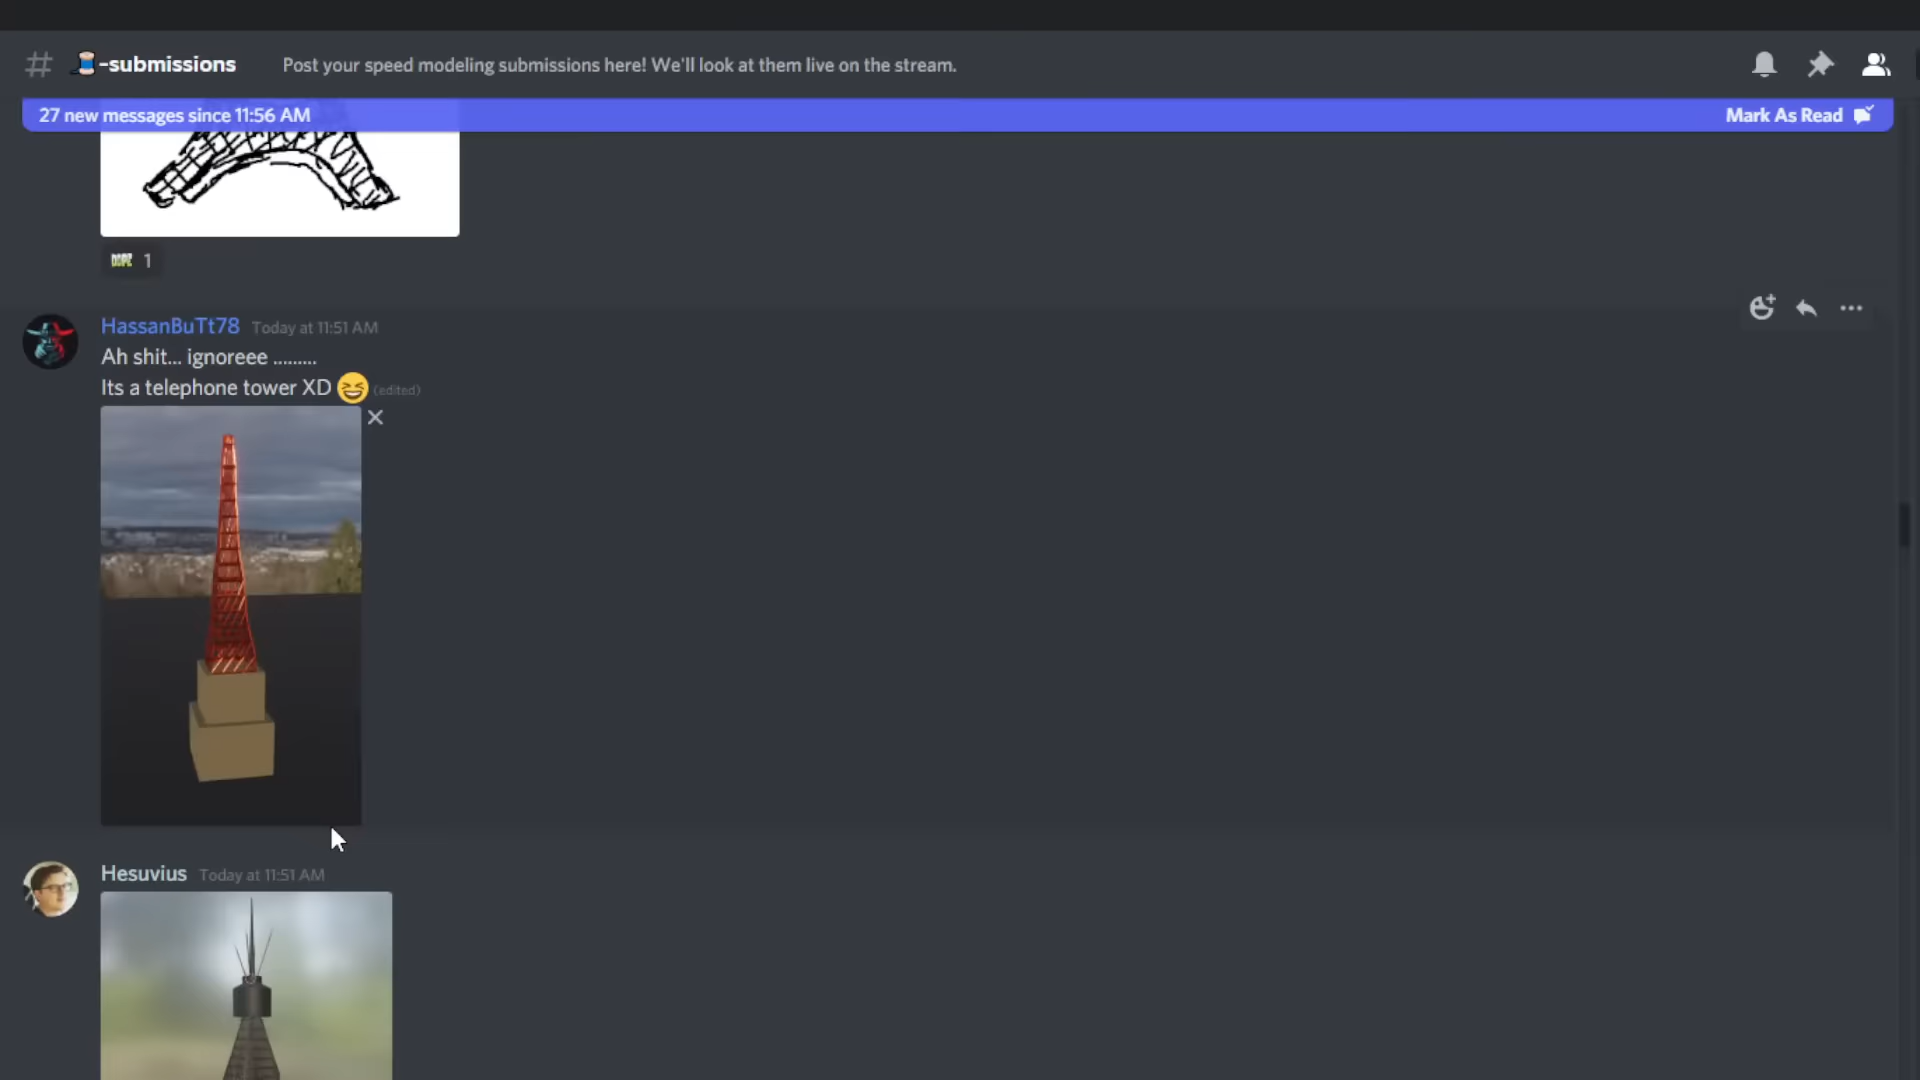 -submissions
Post your speed modeling submissions here! We'll look at them live on the stream.
27 new messages since 11:56 AM
Mark As Read
DOPE 1
HassanBuTt78 Today at 11:51 AM
Ah shit... ignoreee .........
Its a telephone tower XD 😆 (edited)
Hesuvius Today at 11:51 AM